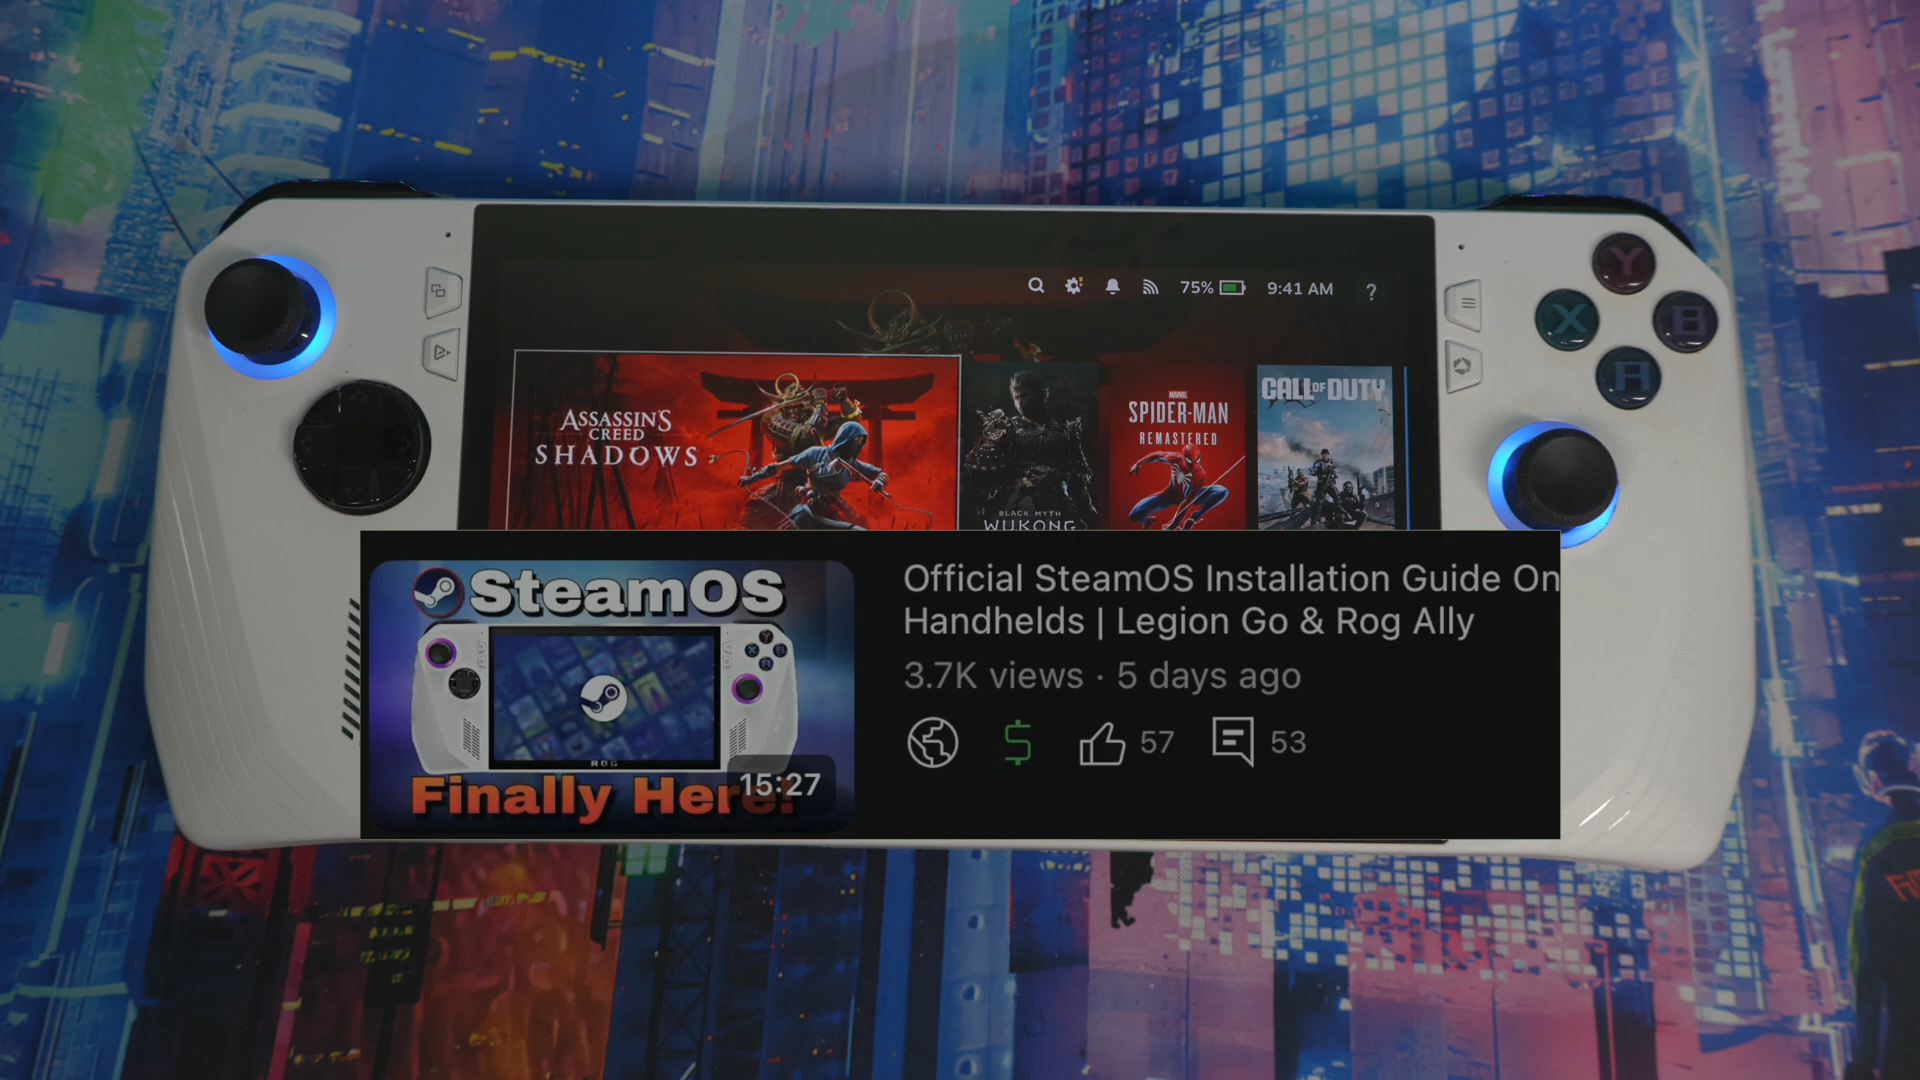 75%
9:41 AM
?
Y
X
B
A
ASSASSIN'S
CREED
SHADOWS
BLACK MYTH
WUKONG
MARVEL
SPIDER-MAN
REMASTERED
CALL OF DUTY
SteamOS
ROG
Finally Here!
15:27
Official SteamOS Installation Guide On
Handhelds | Legion Go & Rog Ally
3.7K views · 5 days ago
57
53